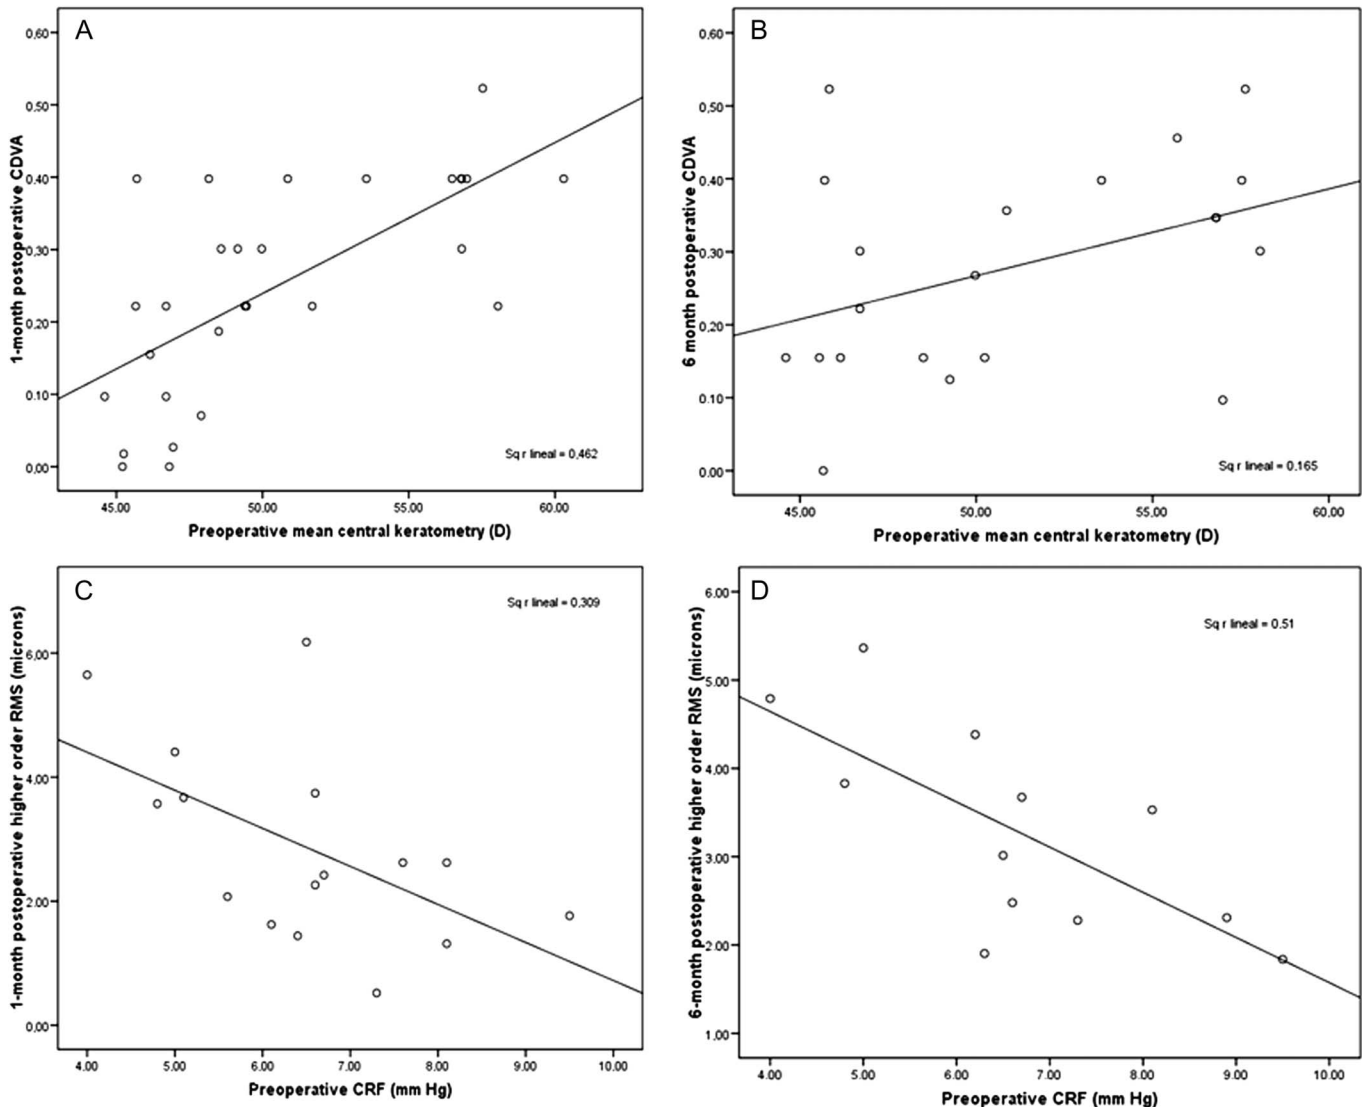 A
0,60
0,50
0,40
0,30
0,20
0,10
0,00
1-month postoperative CDVA
Sq r lineal = 0,462
45.00 50.00 55.00 60.00
Preoperative mean central keratometry (D)
B
0,60
0,50
0,40
0,30
0,20
0.10
0.00
6 month postoperative CDVA
Sq r lineal = 0.165
45.00 50.00 55.00 60.00
Preoperative mean central keratometry (D)
C
6,00
4,00
2,00
0,00
1-month postoperative higher order RMS (microns)
Sq r lineal = 0,309
4.00 5.00 6.00 7.00 8.00 9.00 10.00
Preoperative CRF (mm Hg)
D
6.00
5.00
4.00
3.00
2.00
1.00
6-month postoperative higher order RMS (microns)
Sq r lineal = 0.51
4.00 5.00 6.00 7.00 8.00 9.00 10.00
Preoperative CRF (mm Hg)